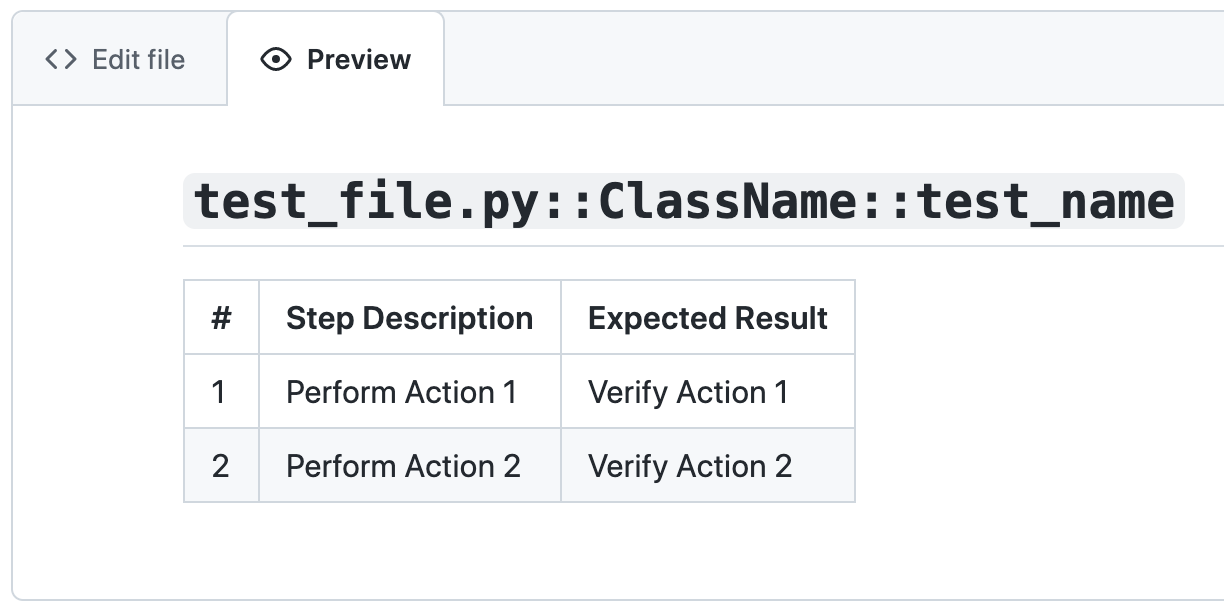 Edit file Preview
test_file.py::ClassName::test_name
# Step Description Expected Result
1 Perform Action 1 Verify Action 1
2 Perform Action 2 Verify Action 2